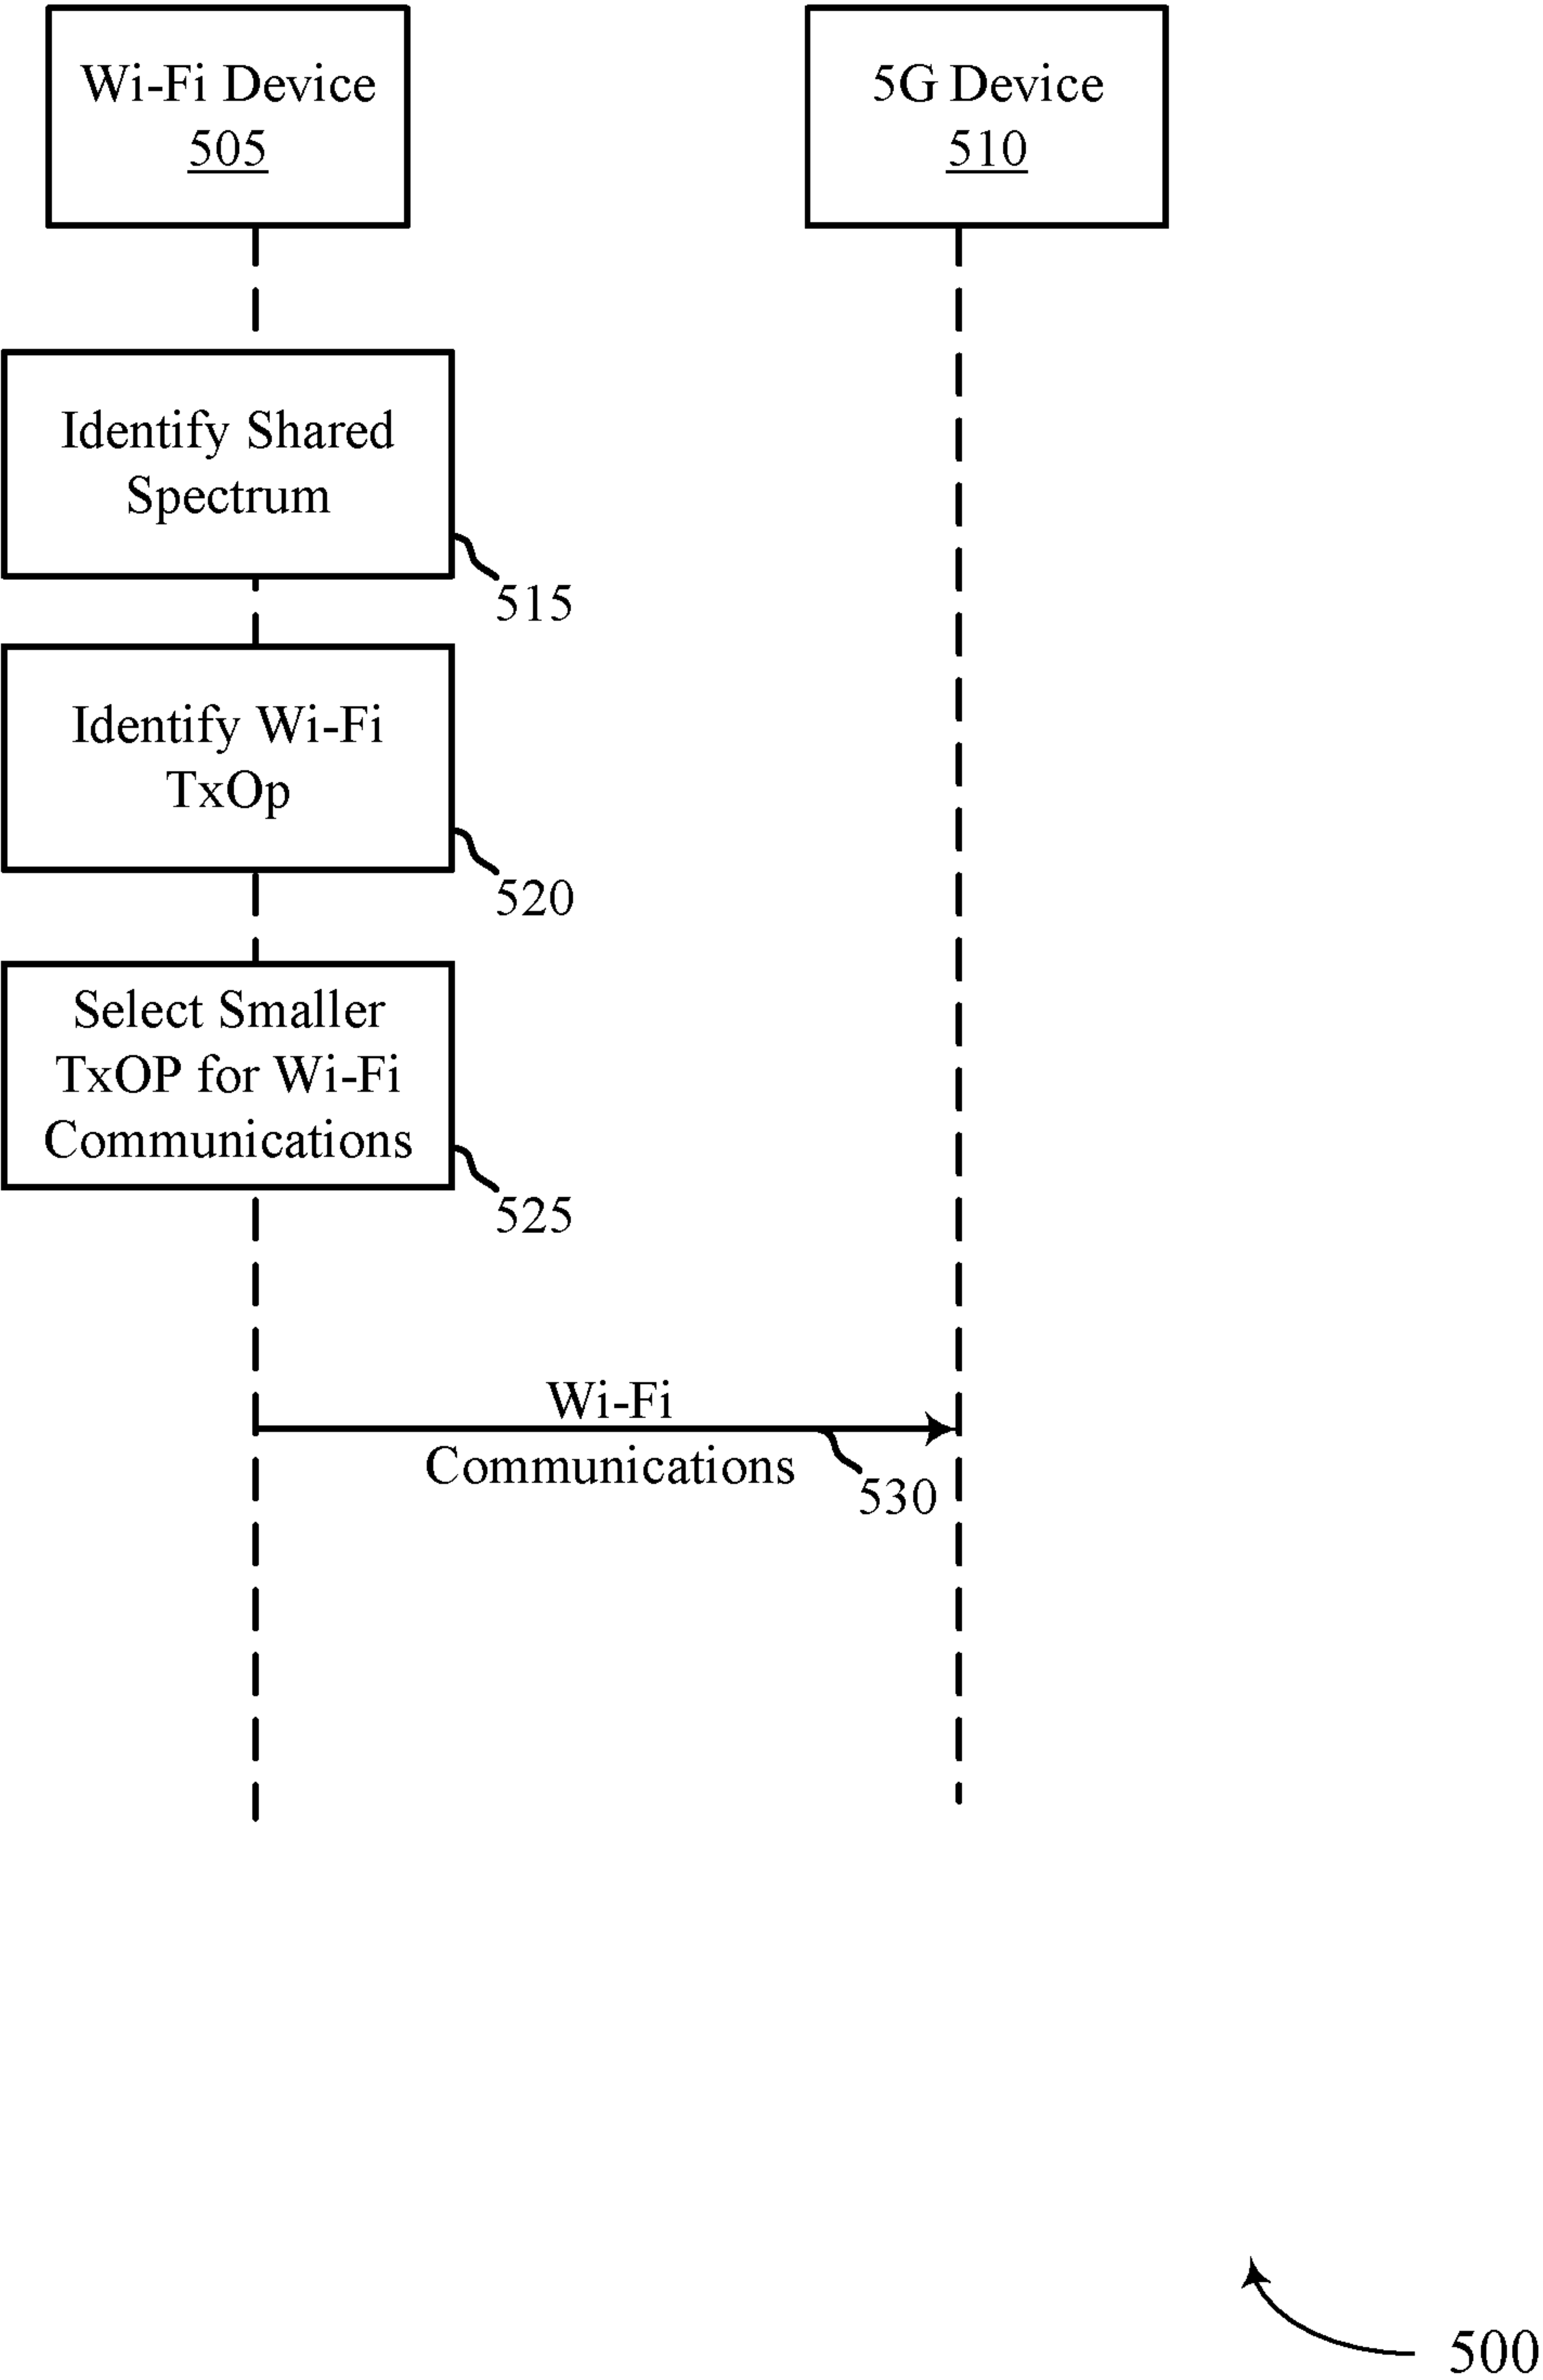 Wi-Fi Device
505
5G Device
510
Identify Shared
Spectrum
515
Identify Wi-Fi
TxOp
520
Select Smaller
TxOP for Wi-Fi
Communications
525
Wi-Fi
Communications
530
500